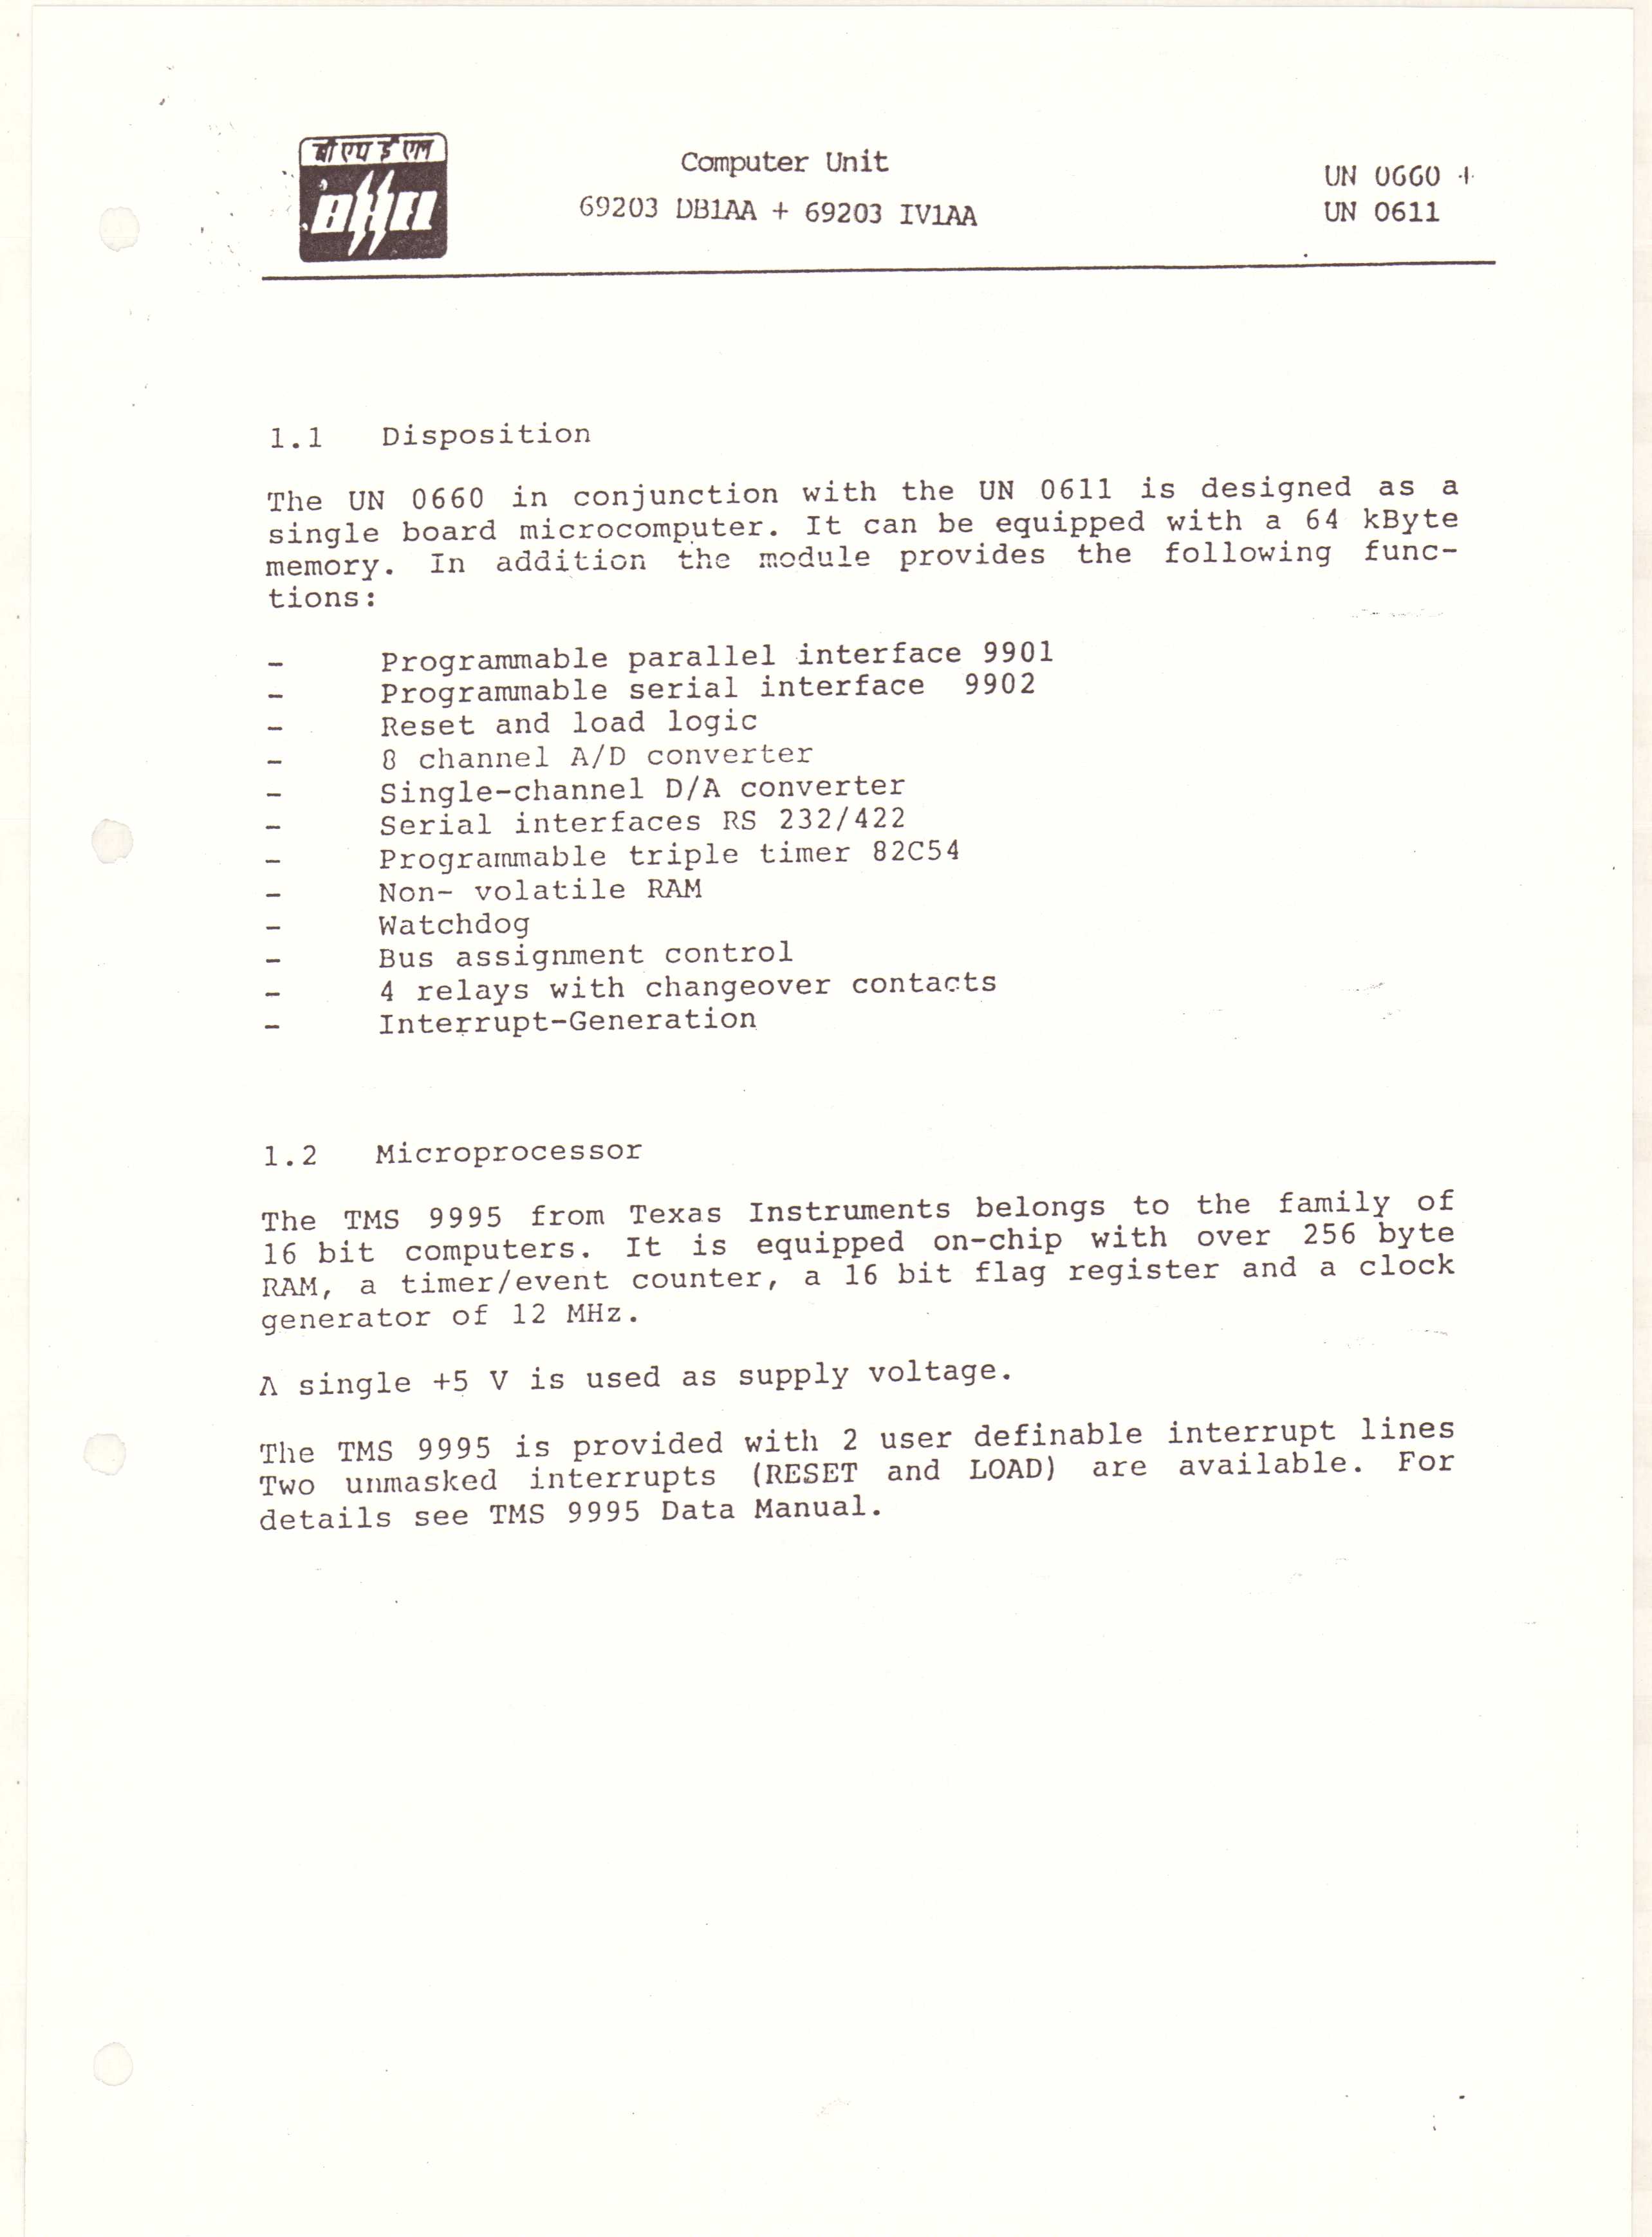 बी एच ई एल
BHEL
Computer Unit
69203 DB1AA + 69203 IV1AA
UN 0660 +
UN 0611
1.1 Disposition
The UN 0660 in conjunction with the UN 0611 is designed as a
single board microcomputer. It can be equipped with a 64 kByte
memory. In addition the module provides the following func-
tions:
- Programmable parallel interface 9901
- Programmable serial interface 9902
- Reset and load logic
- 8 channel A/D converter
- Single-channel D/A converter
- Serial interfaces RS 232/422
- Programmable triple timer 82C54
- Non- volatile RAM
- Watchdog
- Bus assignment control
- 4 relays with changeover contacts
- Interrupt-Generation
1.2 Microprocessor
The TMS 9995 from Texas Instruments belongs to the family of
16 bit computers. It is equipped on-chip with over 256 byte
RAM, a timer/event counter, a 16 bit flag register and a clock
generator of 12 MHz.
A single +5 V is used as supply voltage.
The TMS 9995 is provided with 2 user definable interrupt lines
Two unmasked interrupts (RESET and LOAD) are available. For
details see TMS 9995 Data Manual.